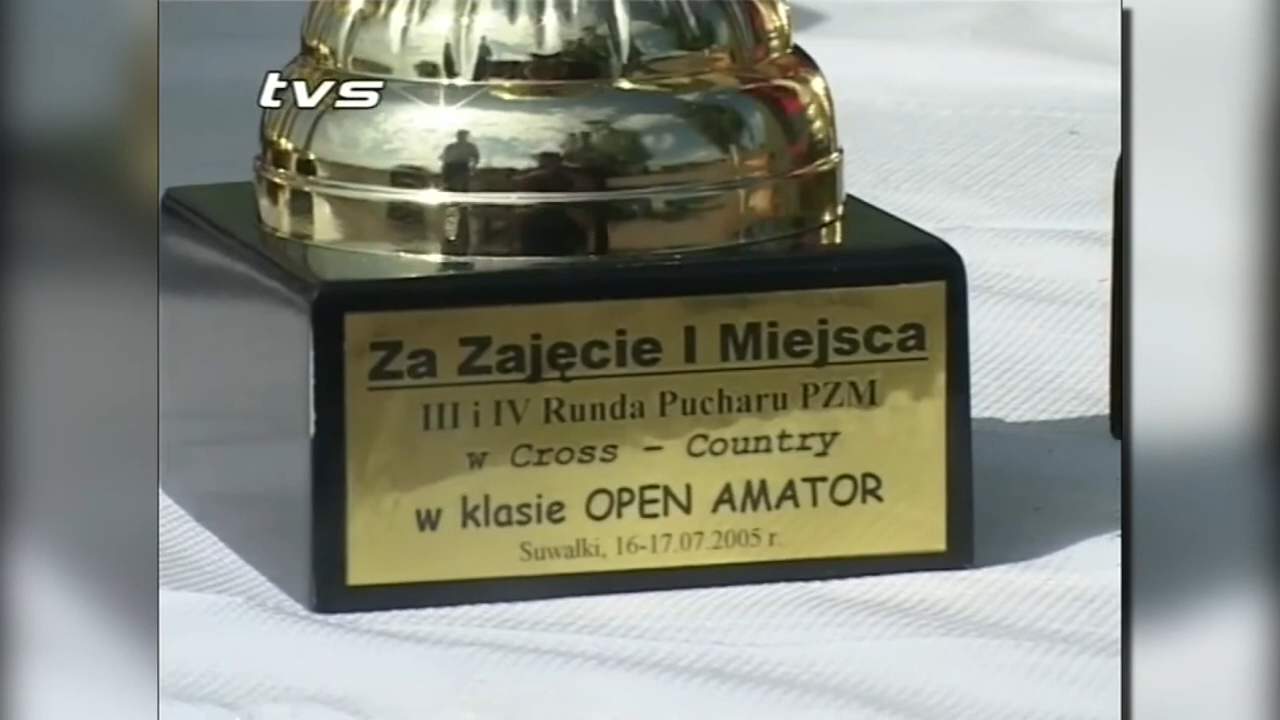 tvs
Za Zajęcie I Miejsca
III i IV Runda Pucharu PZM
w Cross - Country
w klasie OPEN AMATOR
Suwałki, 16-17.07.2005 r.